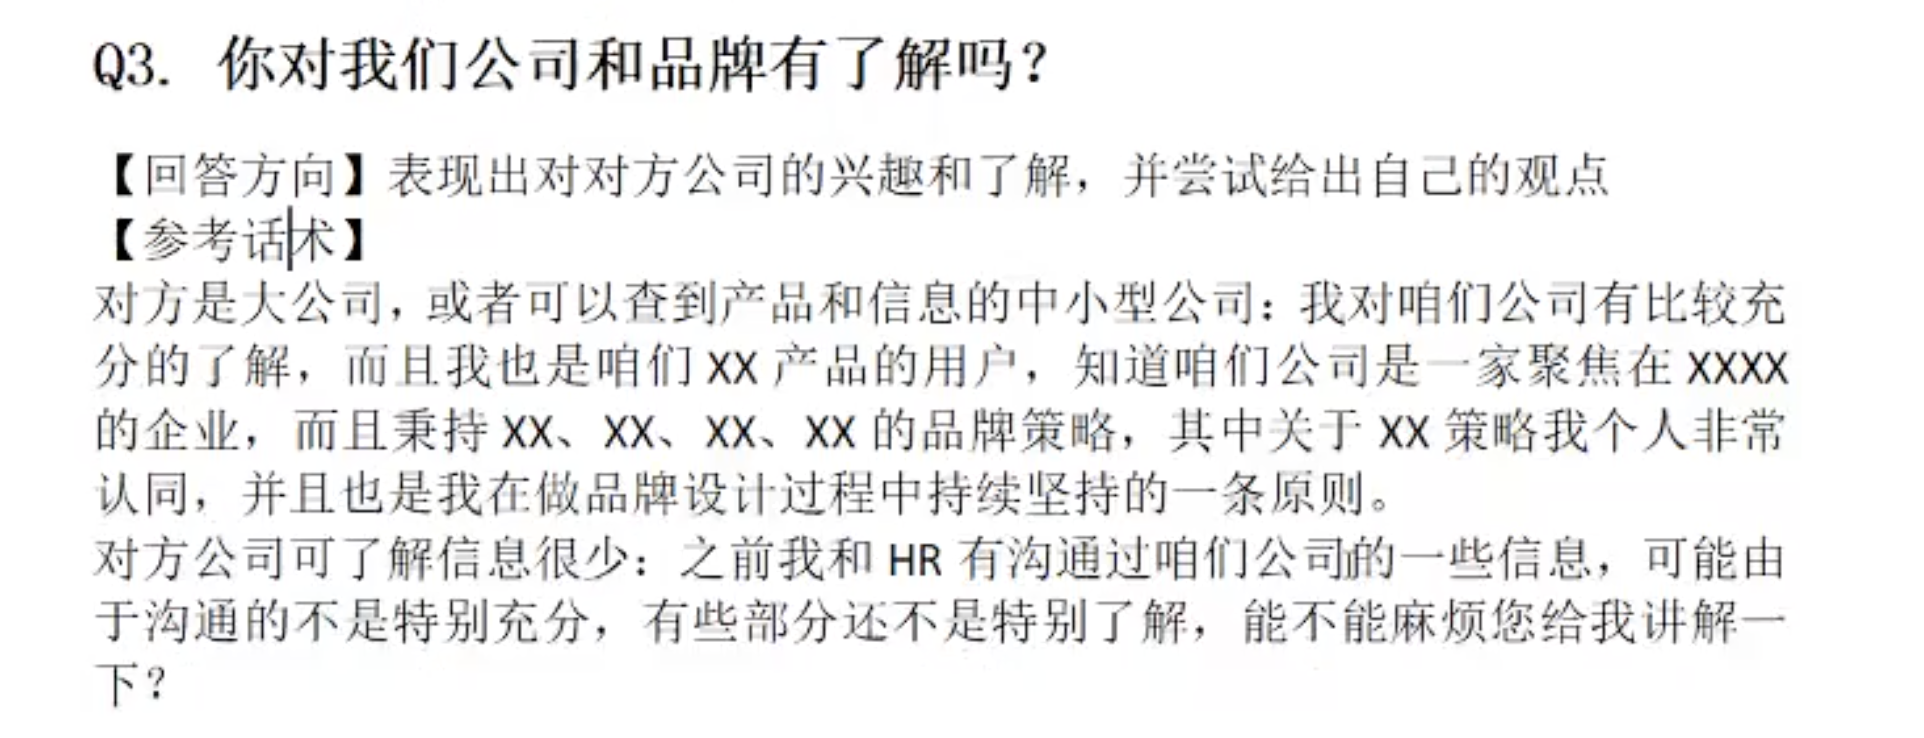 Q3. 你对我们公司和品牌有了解吗？
【回答方向】表现出对对方公司的兴趣和了解，并尝试给出自己的观点
【参考话术】
对方是大公司，或者可以查到产品和信息的中小型公司：我对咱们公司有比较充
分的了解，而且我也是咱们 XX 产品的用户，知道咱们公司是一家聚焦在 XXXX
的企业，而且秉持 XX、XX、XX、XX 的品牌策略，其中关于 XX 策略我个人非常
认同，并且也是我在做品牌设计过程中持续坚持的一条原则。
对方公司可了解信息很少：之前我和 HR 有沟通过咱们公司的一些信息，可能由
于沟通的不是特别充分，有些部分还不是特别了解，能不能麻烦您给我讲解一
下？